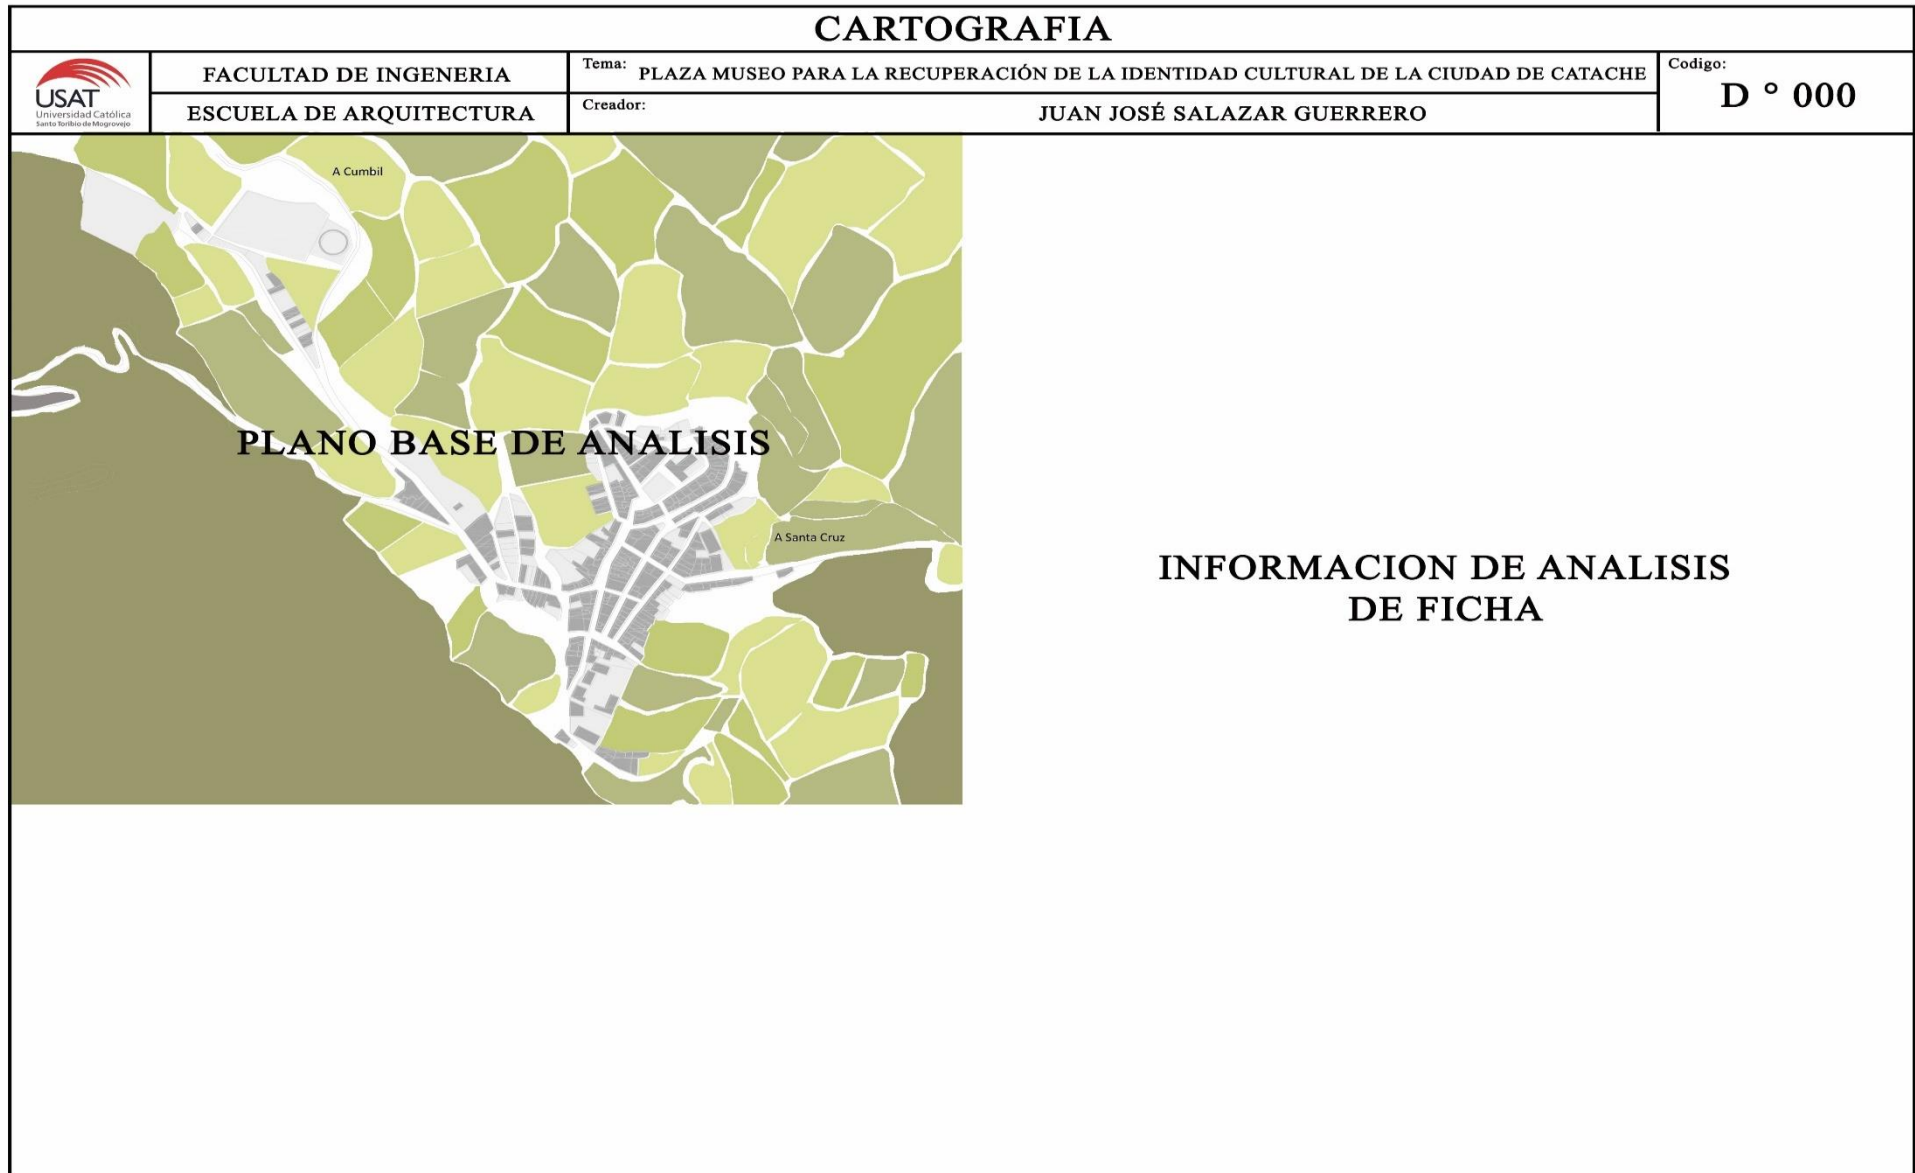 CARTOGRAFIA
USAT
Universidad Católica
Santo Toribio de Mogrovejo
FACULTAD DE INGENERIA
ESCUELA DE ARQUITECTURA
Tema: PLAZA MUSEO PARA LA RECUPERACIÓN DE LA IDENTIDAD CULTURAL DE LA CIUDAD DE CATACHE
Creador: JUAN JOSÉ SALAZAR GUERRERO
Codigo:
D ° 000
A Cumbil
PLANO BASE DE ANALISIS
A Santa Cruz
INFORMACION DE ANALISIS
DE FICHA